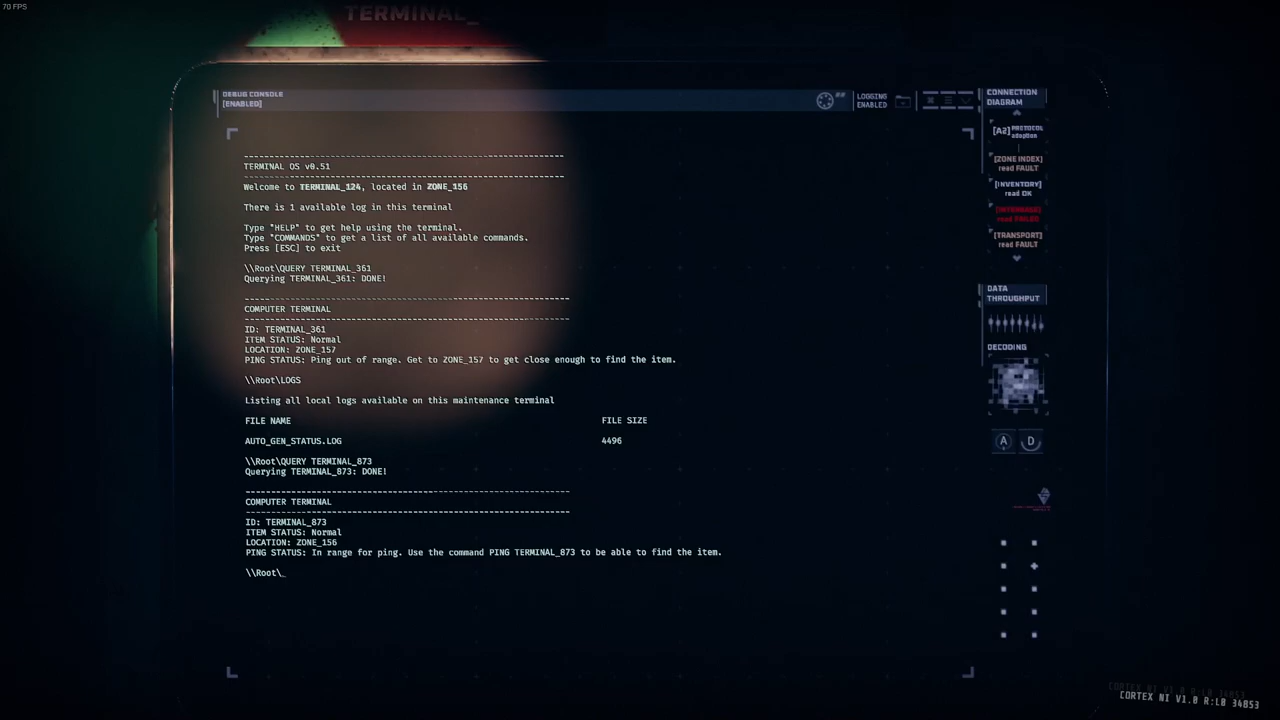 70 FPS
TERMINAL_
DEBUG CONSOLE
[ENABLED]
LOGGING
ENABLED
CONNECTION
DIAGRAM
[A2] PROTOCOL
adaption
[ZONE INDEX]
read FAULT
[INVENTORY]
read OK
[INTERBASE]
read FAILED
[TRANSPORT]
read FAULT
DATA
THROUGHPUT
DECODING
A D
---------------------------------------------------------------
TERMINAL OS v0.51
---------------------------------------------------------------
Welcome to TERMINAL_124, located in ZONE_156
There is 1 available log in this terminal
Type "HELP" to get help using the terminal.
Type "COMMANDS" to get a list of all available commands.
Press [ESC] to exit
\\Root\QUERY TERMINAL_361
Querying TERMINAL_361: DONE!
----------------------------------------------------------------
COMPUTER TERMINAL
----------------------------------------------------------------
ID: TERMINAL_361
ITEM STATUS: Normal
LOCATION: ZONE_157
PING STATUS: Ping out of range. Get to ZONE_157 to get close enough to find the item.
\\Root\LOGS
Listing all local logs available on this maintenance terminal
FILE NAME FILE SIZE
AUTO_GEN_STATUS.LOG 4496
\\Root\QUERY TERMINAL_873
Querying TERMINAL_873: DONE!
----------------------------------------------------------------
COMPUTER TERMINAL
----------------------------------------------------------------
ID: TERMINAL_873
ITEM STATUS: Normal
LOCATION: ZONE_156
PING STATUS: In range for ping. Use the command PING TERMINAL_873 to be able to find the item.
\\Root\_
CORTEX NI V1.0 R:L0 34853